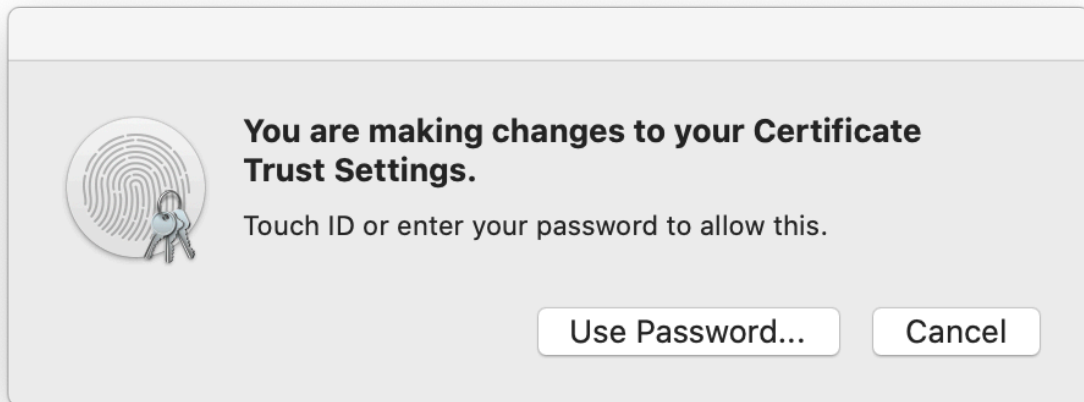 You are making changes to your Certificate
Trust Settings.
Touch ID or enter your password to allow this.
Use Password...
Cancel